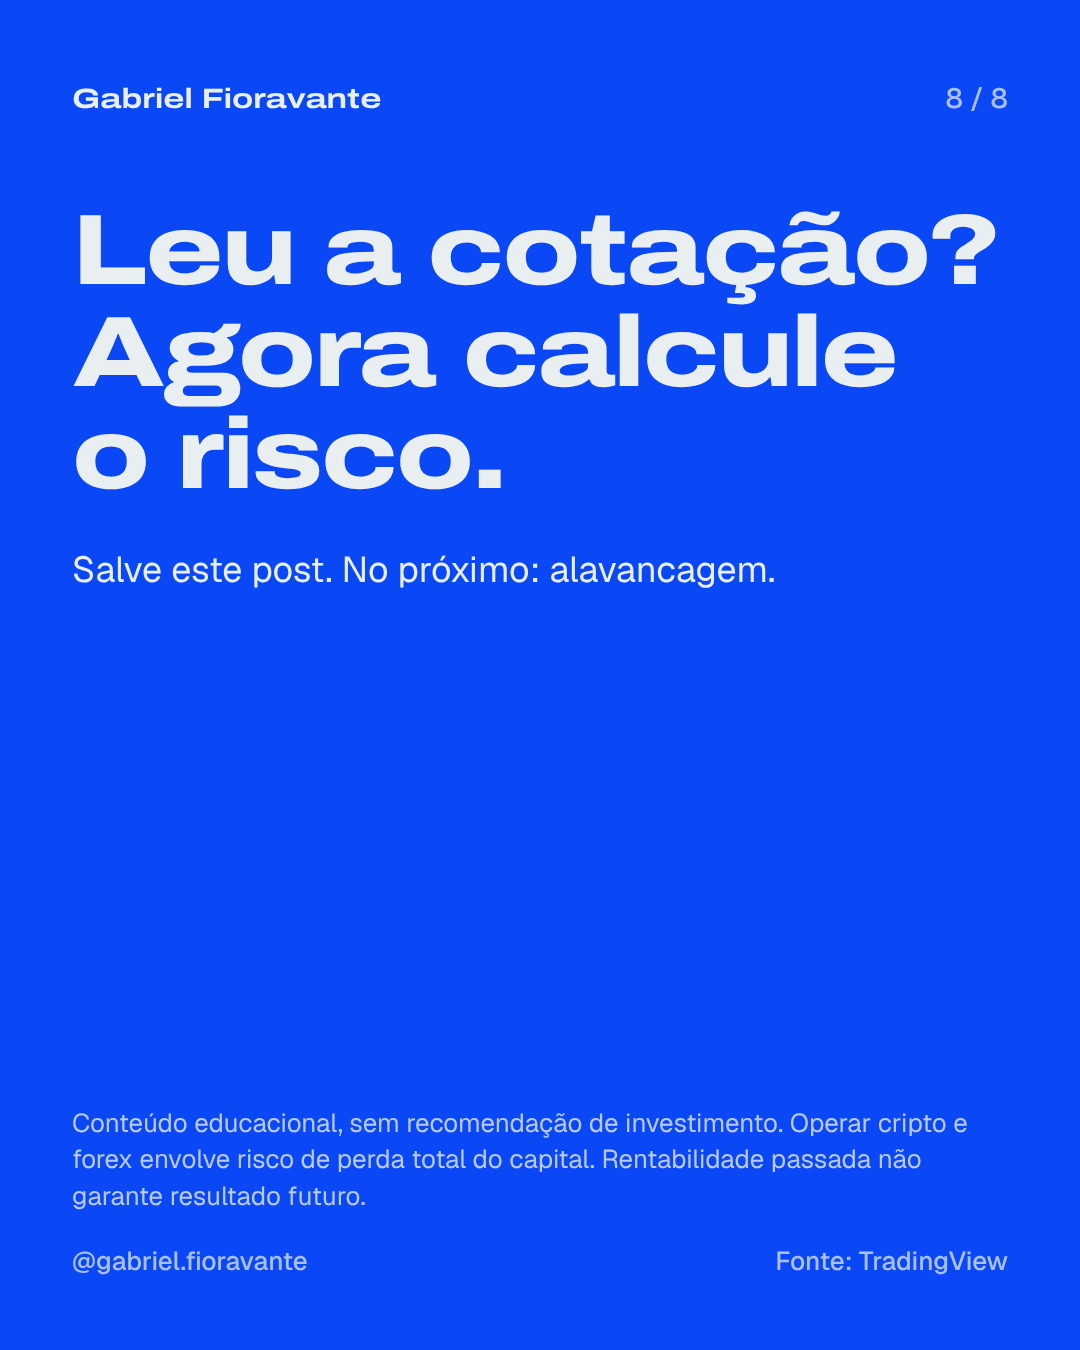 Gabriel Fioravante
8 / 8
Leu a cotação?
Agora calcule
o risco.
Salve este post. No próximo: alavancagem.
Conteúdo educacional, sem recomendação de investimento. Operar cripto e
forex envolve risco de perda total do capital. Rentabilidade passada não
garante resultado futuro.
@gabriel.fioravante
Fonte: TradingView